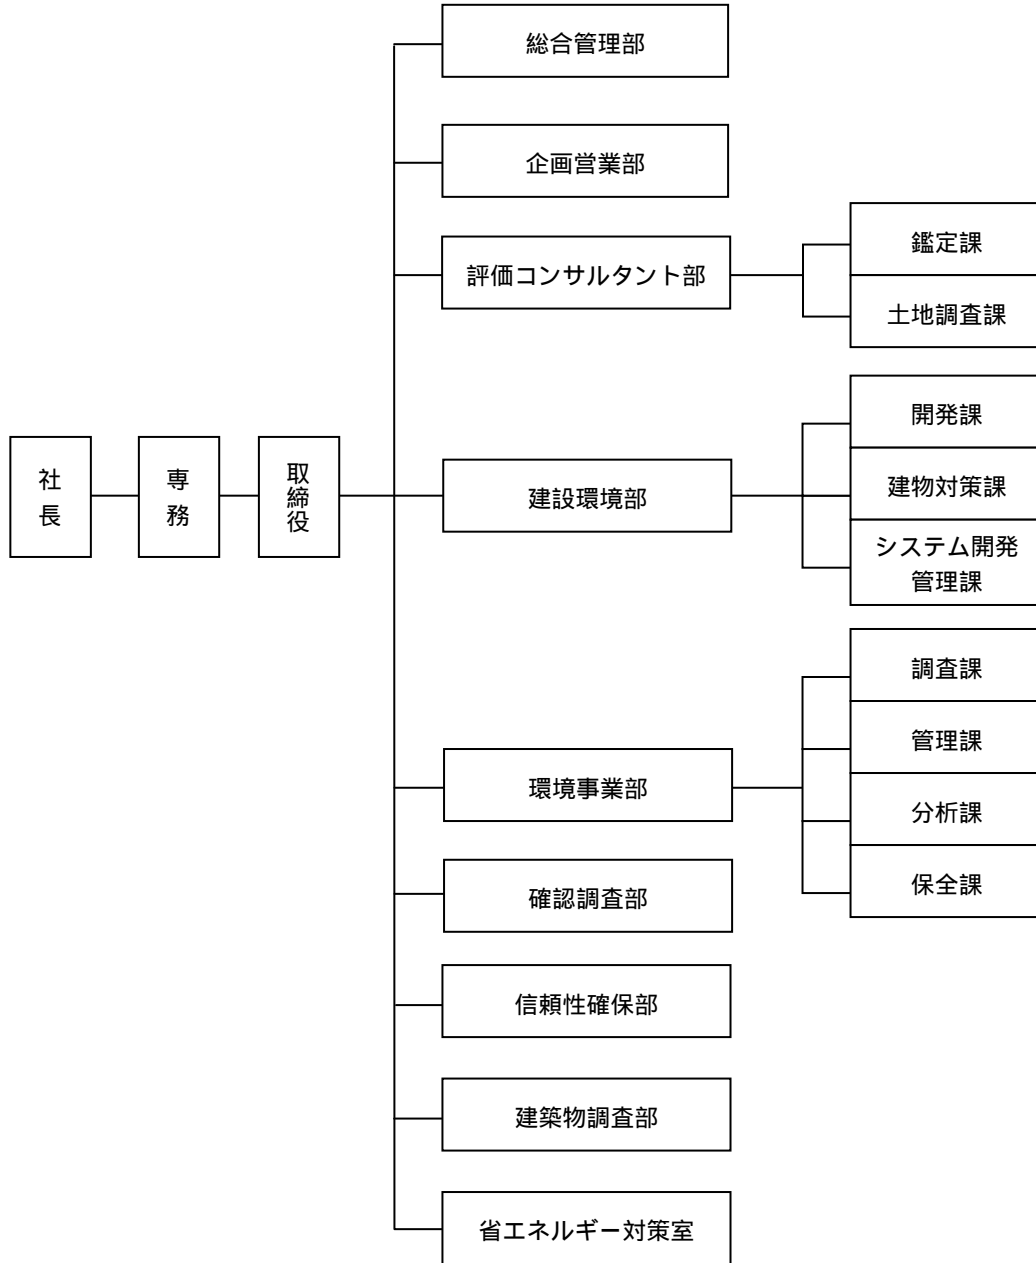 総合管理部
企画営業部
評価コンサルタント部
鑑定課
土地調査課
社長
専務
取締役
建設環境部
開発課
建物対策課
システム開発
管理課
環境事業部
調査課
管理課
分析課
保全課
確認調査部
信頼性確保部
建築物調査部
省エネルギー対策室